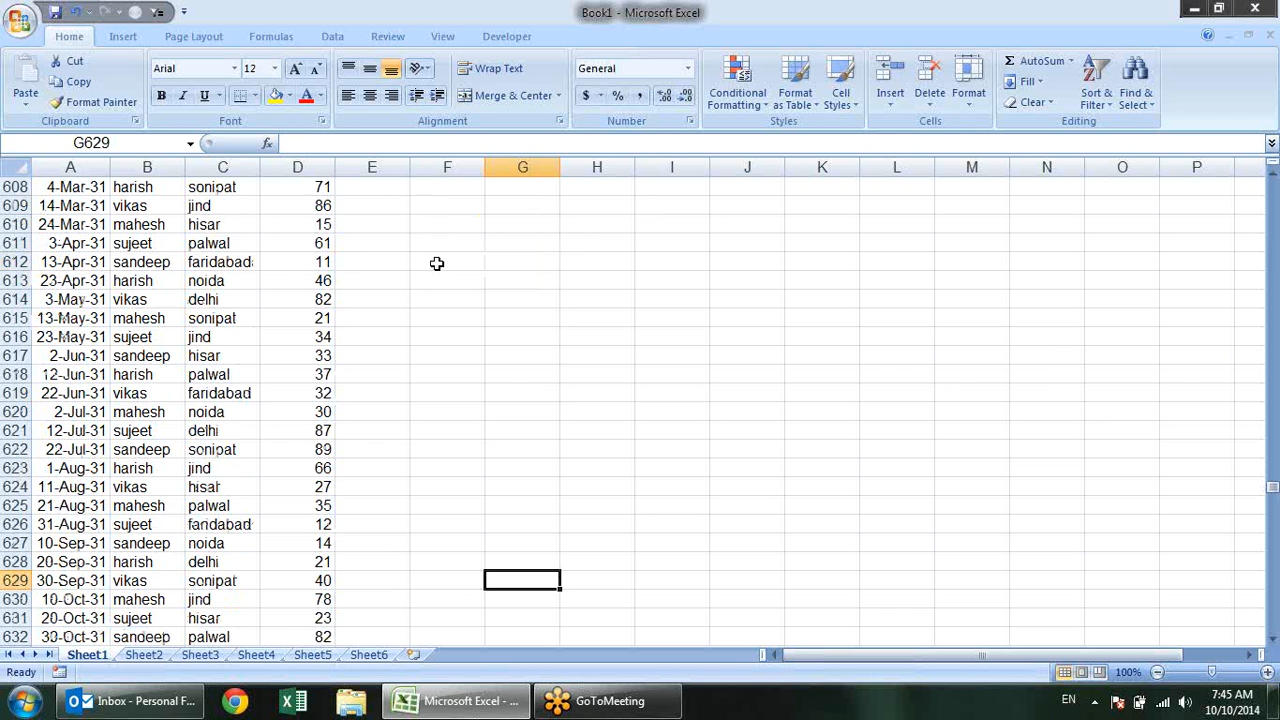 Book1 - Microsoft Excel
Home Insert Page Layout Formulas Data Review View Developer
Paste Cut Copy Format Painter Clipboard
Arial 12 A A B I U A Font
Wrap Text Merge & Center Alignment
General $ % , Number
Conditional Formatting Format as Table Cell Styles Styles
Insert Delete Format Cells
AutoSum Fill Clear Sort & Filter Find & Select Editing
G629 fx
A B C D E F G H I J K L M N O P
608 4-Mar-31 harish sonipat 71
609 14-Mar-31 vikas jind 86
610 24-Mar-31 mahesh hisar 15
611 3-Apr-31 sujeet palwal 61
612 13-Apr-31 sandeep faridabad 11
613 23-Apr-31 harish noida 46
614 3-May-31 vikas delhi 82
615 13-May-31 mahesh sonipat 21
616 23-May-31 sujeet jind 34
617 2-Jun-31 sandeep hisar 33
618 12-Jun-31 harish palwal 37
619 22-Jun-31 vikas faridabad 32
620 2-Jul-31 mahesh noida 30
621 12-Jul-31 sujeet delhi 87
622 22-Jul-31 sandeep sonipat 89
623 1-Aug-31 harish jind 66
624 11-Aug-31 vikas hisar 27
625 21-Aug-31 mahesh palwal 35
626 31-Aug-31 sujeet faridabad 12
627 10-Sep-31 sandeep noida 14
628 20-Sep-31 harish delhi 21
629 30-Sep-31 vikas sonipat 40
630 10-Oct-31 mahesh jind 78
631 20-Oct-31 sujeet hisar 23
632 30-Oct-31 sandeep palwal 82
Sheet1 Sheet2 Sheet3 Sheet4 Sheet5 Sheet6
Ready 100%
Inbox - Personal F... Microsoft Excel - ... GoToMeeting EN 7:45 AM
10/10/2014